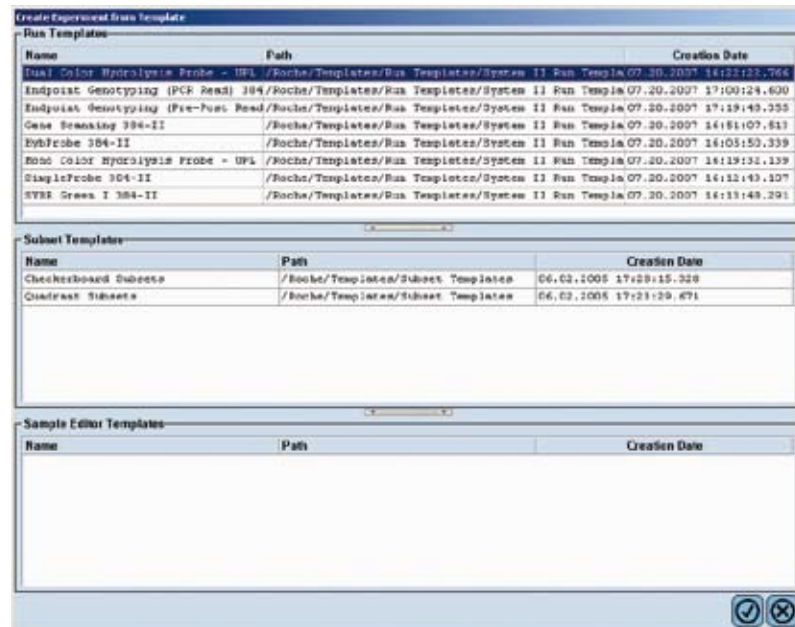 Create Experiment from Template
Run Templates
Name Path Creation Date
Dual Color Hydrolysis Probe - UPL /Roche/Templates/Run Templates/System II Run Templa 07.20.2007 16:22:22.766
Endpoint Genotyping (PCR Read) 384 /Roche/Templates/Run Templates/System II Run Templa 07.20.2007 17:00:24.600
Endpoint Genotyping (Pre-Post Read /Roche/Templates/Run Templates/System II Run Templa 07.20.2007 17:19:49.355
Gene Scanning 384-II /Roche/Templates/Run Templates/System II Run Templa 07.20.2007 16:51:07.513
HybProbe 384-II /Roche/Templates/Run Templates/System II Run Templa 07.20.2007 16:05:53.339
Mono Color Hydrolysis Probe - UPL /Roche/Templates/Run Templates/System II Run Templa 07.20.2007 16:19:32.139
SimpleProbe 384-II /Roche/Templates/Run Templates/System II Run Templa 07.20.2007 16:12:43.107
SYBR Green I 384-II /Roche/Templates/Run Templates/System II Run Templa 07.20.2007 16:13:48.291
Subset Templates
Name Path Creation Date
Checkerboard Subsets /Roche/Templates/Subset Templates 06.02.2005 17:28:15.328
Quadrant Subsets /Roche/Templates/Subset Templates 06.02.2005 17:23:29.671
Sample Editor Templates
Name Path Creation Date